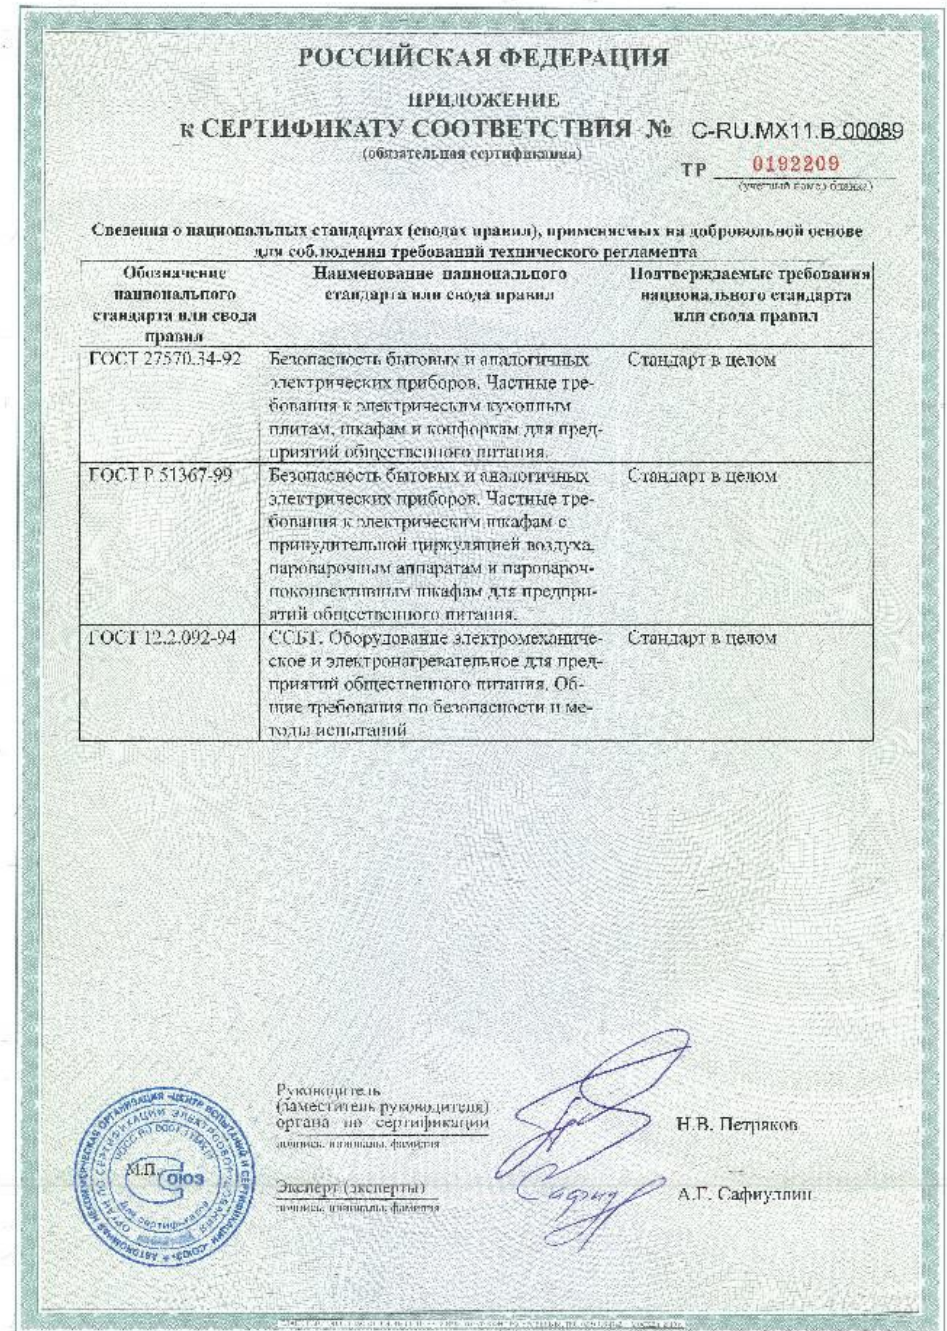 РОССИЙСКАЯ ФЕДЕРАЦИЯ
ПРИЛОЖЕНИЕ
к СЕРТИФИКАТУ СООТВЕТСТВИЯ № C-RU.MX11.B.00089
(обязательная сертификация)
ТР 0192209
(учетный номер бланка)
Сведения о национальных стандартах (сводах правил), применяемых на добровольной основе
для соблюдения требований технического регламента
Обозначение
национального
стандарта или свода
правил
Наименование национального
стандарта или свода правил
Подтверждаемые требования
национального стандарта
или свода правил
ГОСТ 27570.34-92
Безопасность бытовых и аналогичных
электрических приборов. Частные тре-
бования к электрическим кухонным
плитам, шкафам и конфоркам для пред-
приятий общественного питания.
Стандарт в целом
ГОСТ Р 51367-99
Безопасность бытовых и аналогичных
электрических приборов. Частные тре-
бования к электрическим шкафам с
принудительной циркуляцией воздуха,
пароварочным аппаратам и паровароч-
ноконвективным шкафам для предпри-
ятий общественного питания.
Стандарт в целом
ГОСТ 12.2.092-94
ССБТ. Оборудование электромеханиче-
ское и электронагревательное для пред-
приятий общественного питания. Об-
щие требования по безопасности и ме-
тоды испытаний
Стандарт в целом
Руководитель
(заместитель руководителя)
органа по сертификации
подпись, инициалы, фамилия
Н.В. Петряков
М.П.
СОЮЗ
Эксперт (эксперты)
подпись, инициалы, фамилия
А.Г. Сафиуллин